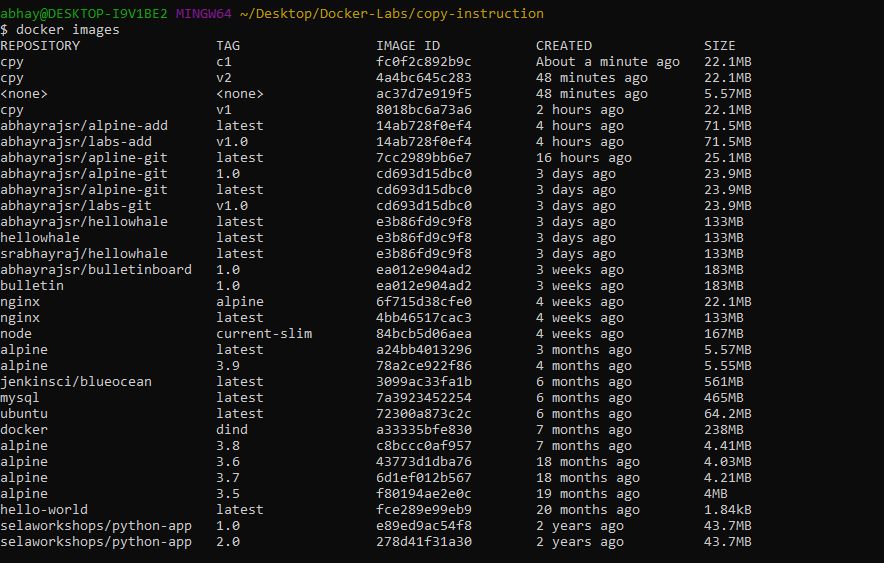 abhay@DESKTOP-I9V1BE2 MINGW64 ~/Desktop/Docker-Labs/copy-instruction
$ docker images
REPOSITORY TAG IMAGE ID CREATED SIZE
cpy c1 fc0f2c892b9c About a minute ago 22.1MB
cpy v2 4a4bc645c283 48 minutes ago 22.1MB
<none> <none> ac37d7e919f5 48 minutes ago 5.57MB
cpy v1 8018bc6a73a6 2 hours ago 22.1MB
abhayrajsr/alpine-add latest 14ab728f0ef4 4 hours ago 71.5MB
abhayrajsr/labs-add v1.0 14ab728f0ef4 4 hours ago 71.5MB
abhayrajsr/apline-git latest 7cc2989bb6e7 16 hours ago 25.1MB
abhayrajsr/alpine-git 1.0 cd693d15dbc0 3 days ago 23.9MB
abhayrajsr/alpine-git latest cd693d15dbc0 3 days ago 23.9MB
abhayrajsr/labs-git v1.0 cd693d15dbc0 3 days ago 23.9MB
abhayrajsr/hellowhale latest e3b86fd9c9f8 3 days ago 133MB
hellowhale latest e3b86fd9c9f8 3 days ago 133MB
srabhayraj/hellowhale latest e3b86fd9c9f8 3 days ago 133MB
abhayrajsr/bulletinboard 1.0 ea012e904ad2 3 weeks ago 183MB
bulletin 1.0 ea012e904ad2 3 weeks ago 183MB
nginx alpine 6f715d38cfe0 4 weeks ago 22.1MB
nginx latest 4bb46517cac3 4 weeks ago 133MB
node current-slim 84bcb5d06aea 4 weeks ago 167MB
alpine latest a24bb4013296 3 months ago 5.57MB
alpine 3.9 78a2ce922f86 4 months ago 5.55MB
jenkinsci/blueocean latest 3099ac33fa1b 6 months ago 561MB
mysql latest 7a3923452254 6 months ago 465MB
ubuntu latest 72300a873c2c 6 months ago 64.2MB
docker dind a33335bfe830 7 months ago 238MB
alpine 3.8 c8bccc0af957 7 months ago 4.41MB
alpine 3.6 43773d1dba76 18 months ago 4.03MB
alpine 3.7 6d1ef012b567 18 months ago 4.21MB
alpine 3.5 f80194ae2e0c 19 months ago 4MB
hello-world latest fce289e99eb9 20 months ago 1.84kB
selaworkshops/python-app 1.0 e89ed9ac54f8 2 years ago 43.7MB
selaworkshops/python-app 2.0 278d41f31a30 2 years ago 43.7MB